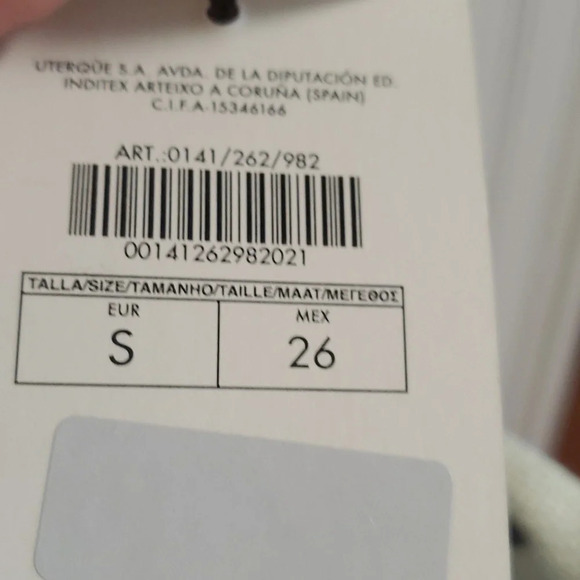 UTERQÜE S.A. AVDA. DE LA DIPUTACIÓN ED.
INDITEX ARTEIXO A CORUÑA (SPAIN)
C.I.F.A-15346166
ART.:0141/262/982
00141262982021
TALLA/SIZE/TAMANHO/TAILLE/MAAT/ΜΕΓΕΘΟΣ
EUR MEX
S 26